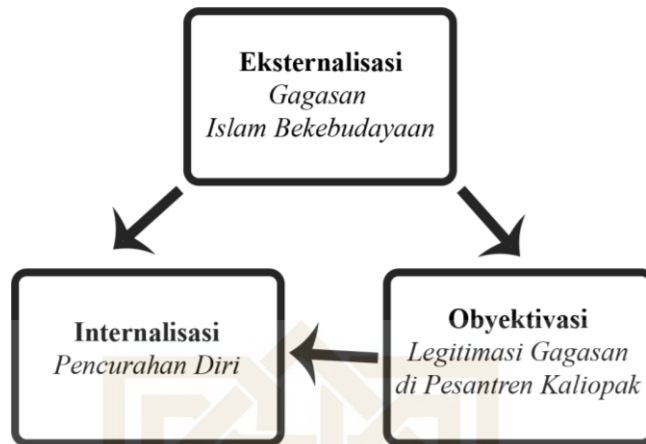 Eksternalisasi
Gagasan
Islam Bekebudayaan
Internalisasi
Pencurahan Diri
Obyektivasi
Legitimasi Gagasan
di Pesantren Kaliopak